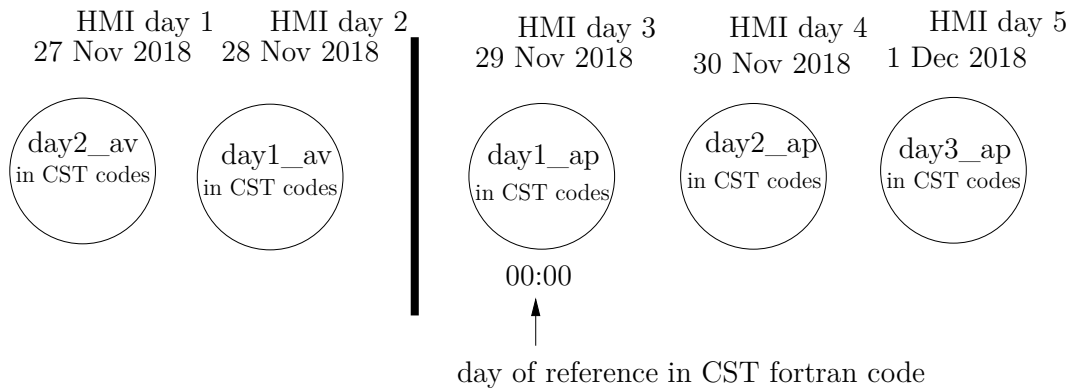 HMI day 1
27 Nov 2018
HMI day 2
28 Nov 2018
HMI day 3
29 Nov 2018
HMI day 4
30 Nov 2018
HMI day 5
1 Dec 2018
day2_av
in CST codes
day1_av
in CST codes
day1_ap
in CST codes
day2_ap
in CST codes
day3_ap
in CST codes
00:00
day of reference in CST fortran code